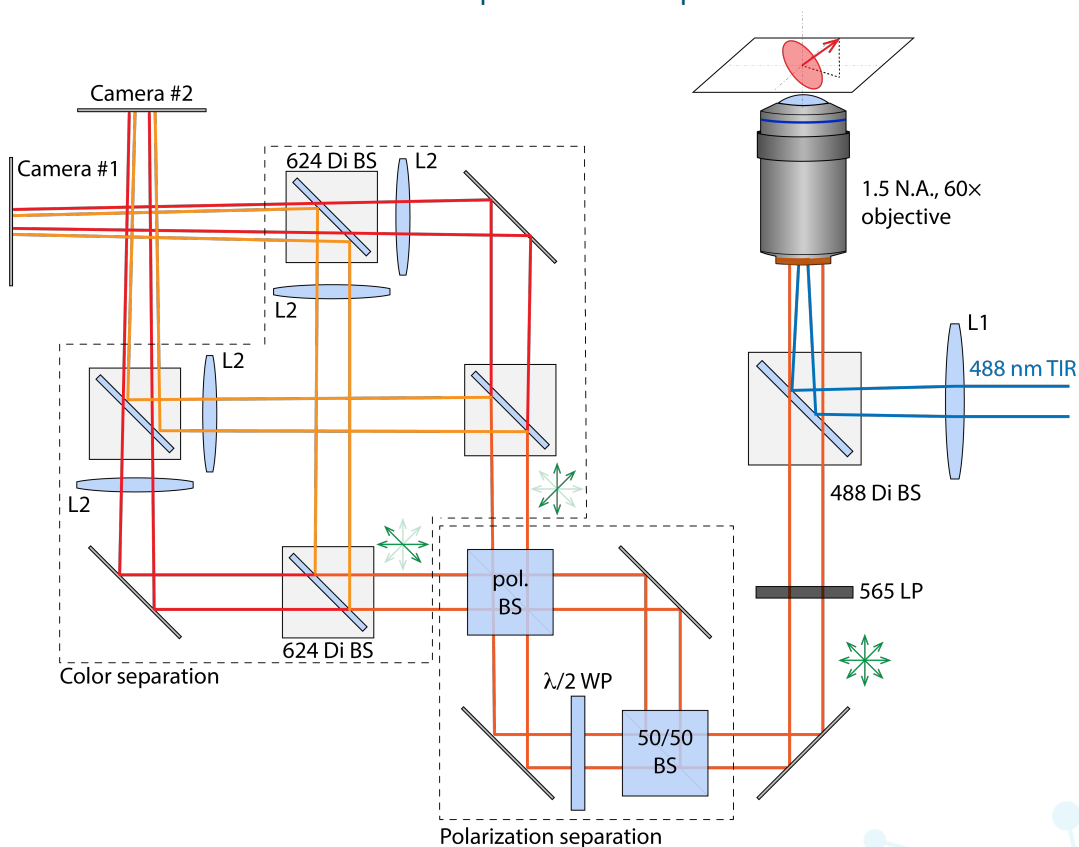 Camera #2
Camera #1
624 Di BS
L2
1.5 N.A., 60×
objective
L2
L1
L2
488 nm TIR
L2
488 Di BS
pol.
BS
565 LP
624 Di BS
Color separation
λ/2 WP
50/50
BS
Polarization separation